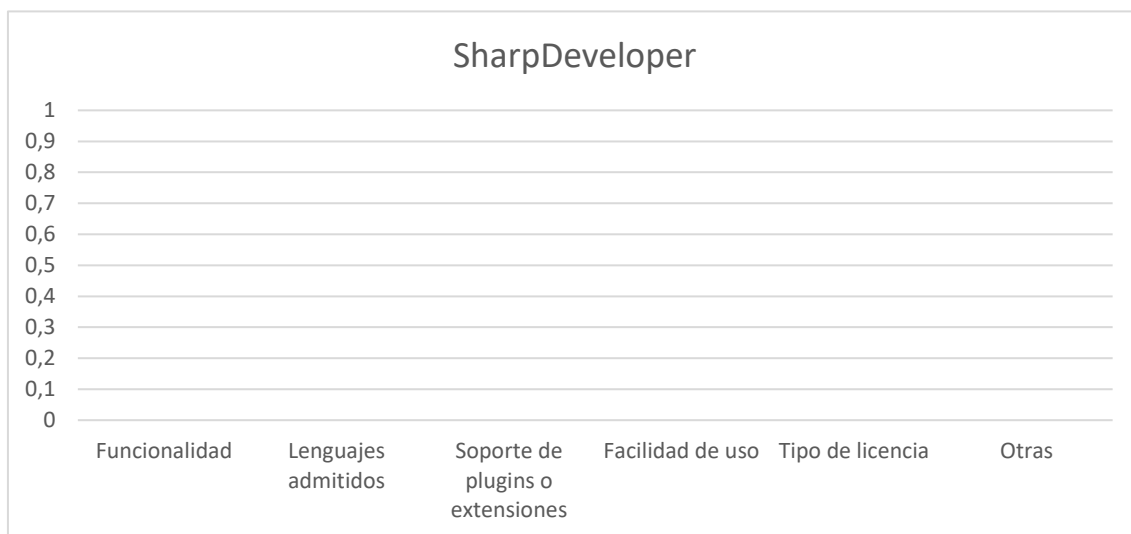 SharpDeveloper
1
0,9
0,8
0,7
0,6
0,5
0,4
0,3
0,2
0,1
0
Funcionalidad
Lenguajes
admitidos
Soporte de
plugins o
extensiones
Facilidad de uso
Tipo de licencia
Otras